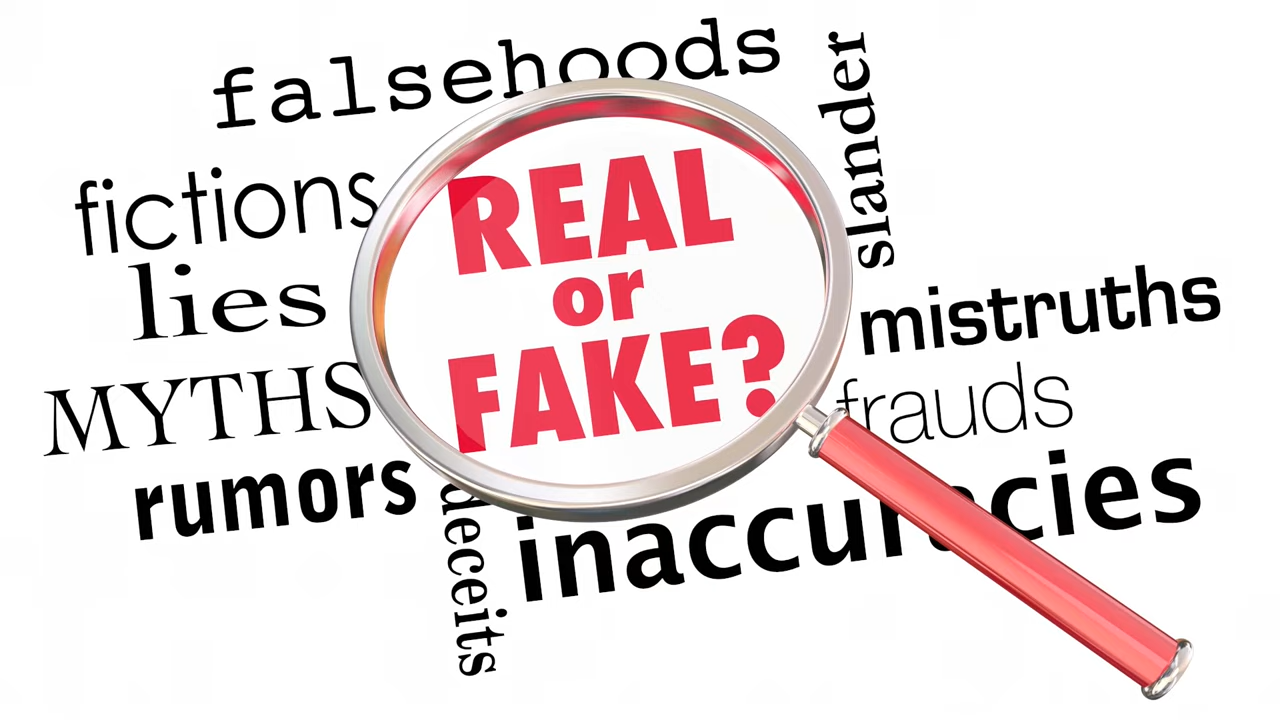 falsehoods
slander
fictions
REAL
or
FAKE?
lies
mistruths
MYTHS
frauds
rumors
deceits
inaccuracies